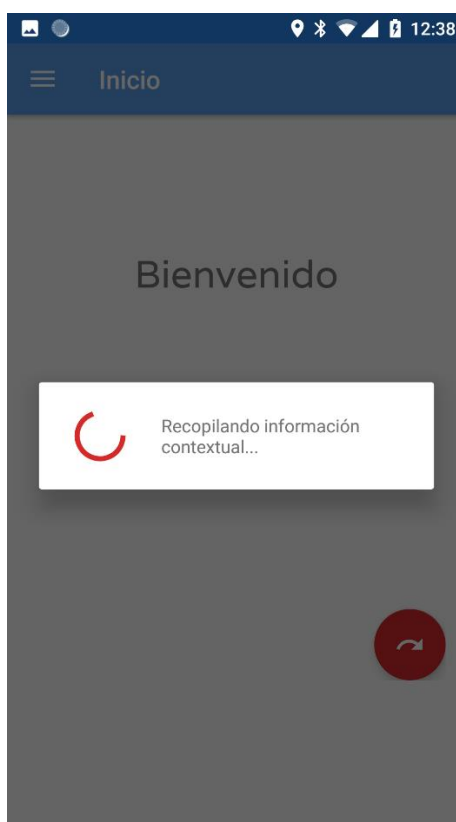 12:38
Inicio
Bienvenido
Recopilando información
contextual...